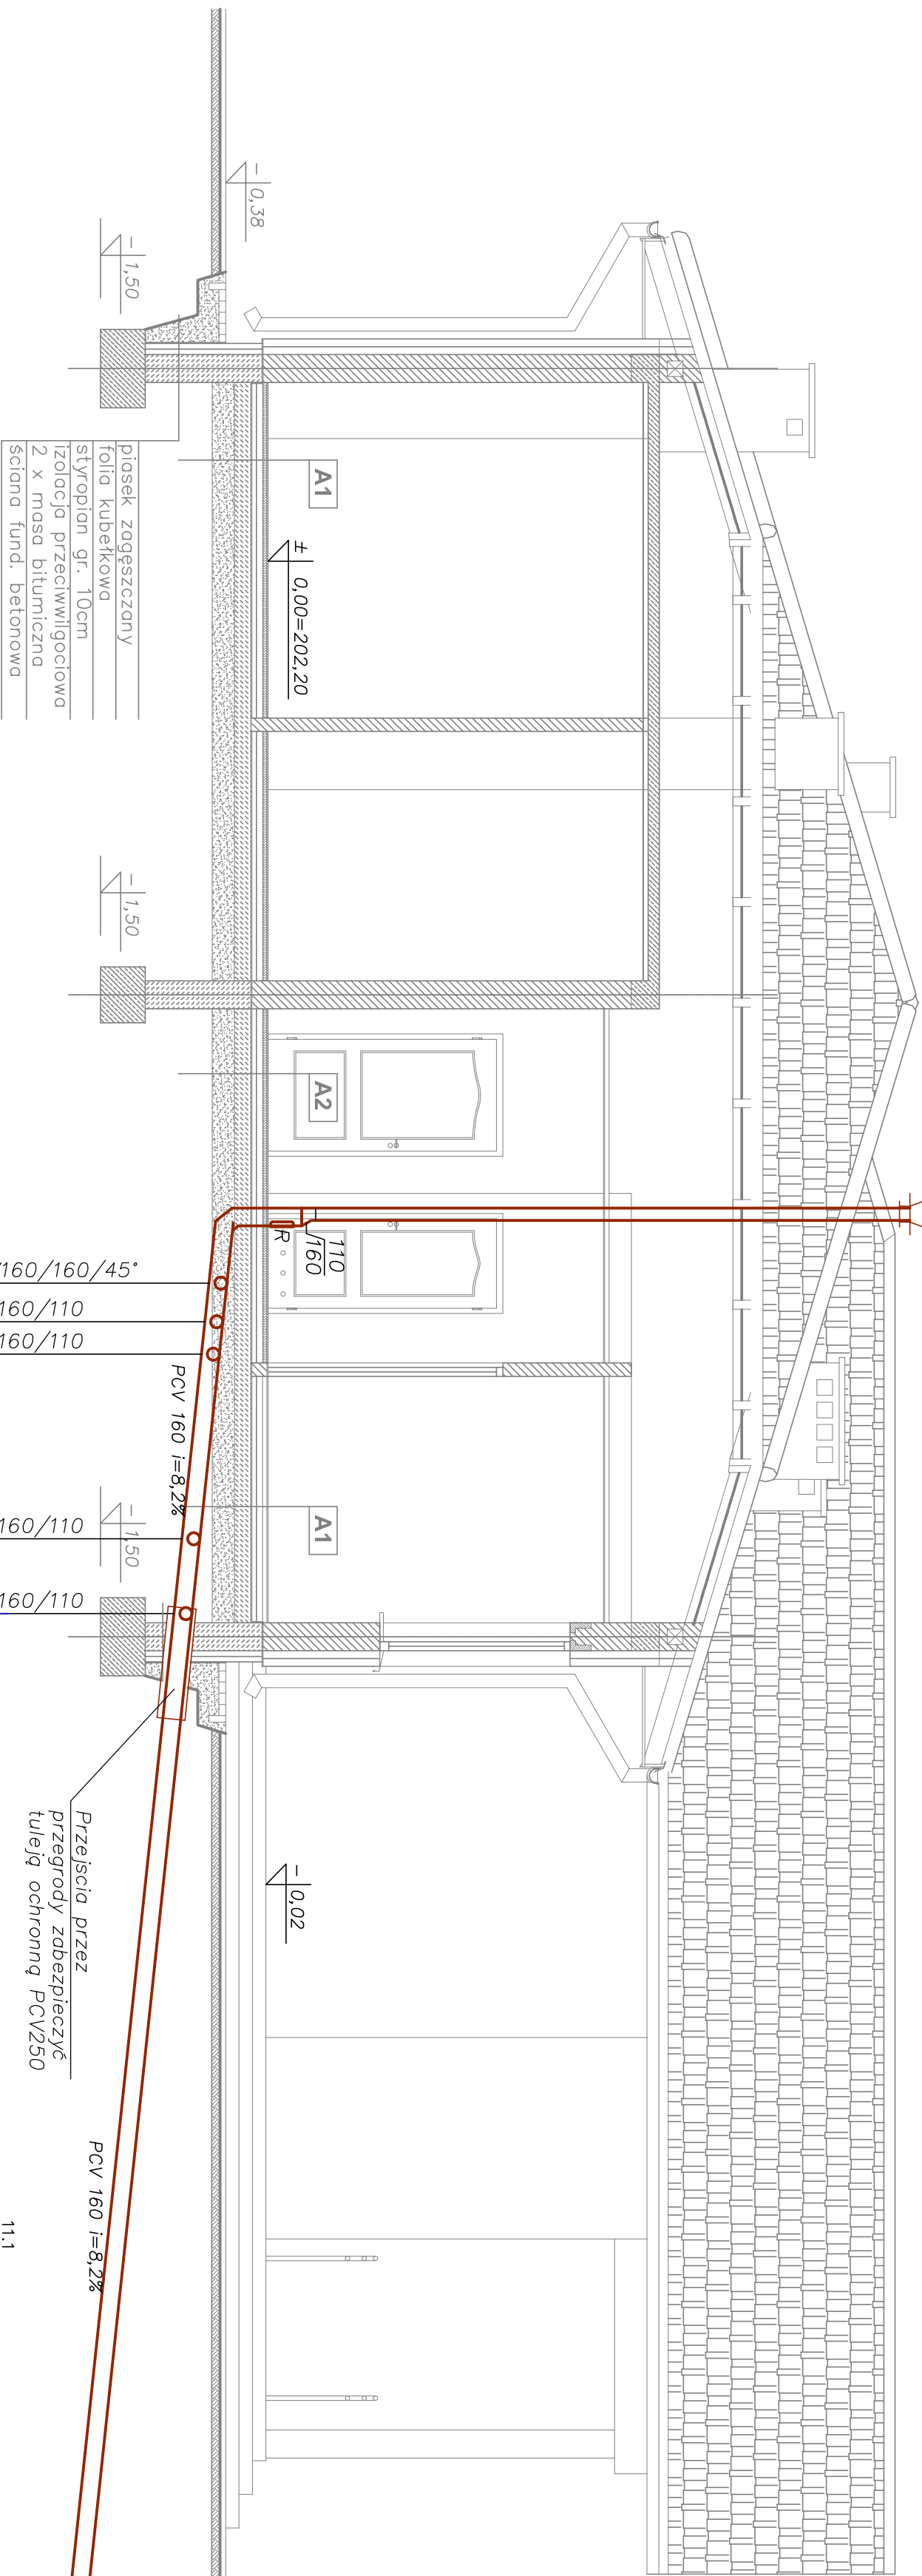 - 0,38
- 1,50
A1
± 0,00=202,20
piasek zagęszczany
folia kubełkowa
styropian gr. 10cm
izolacja przeciwwilgociowa
2 x masa bitumiczna
ściana fund. betonowa
- 1,50
A2
110
160
R
160/160/45°
160/110
160/110
PCV 160 i=8,2%
A1
160/110
- 1,50
160/110
Przejscia przez
przegrody zabezpieczyć
tuleją ochronną PCV250
- 0,02
PCV 160 i=8,2%
11.1